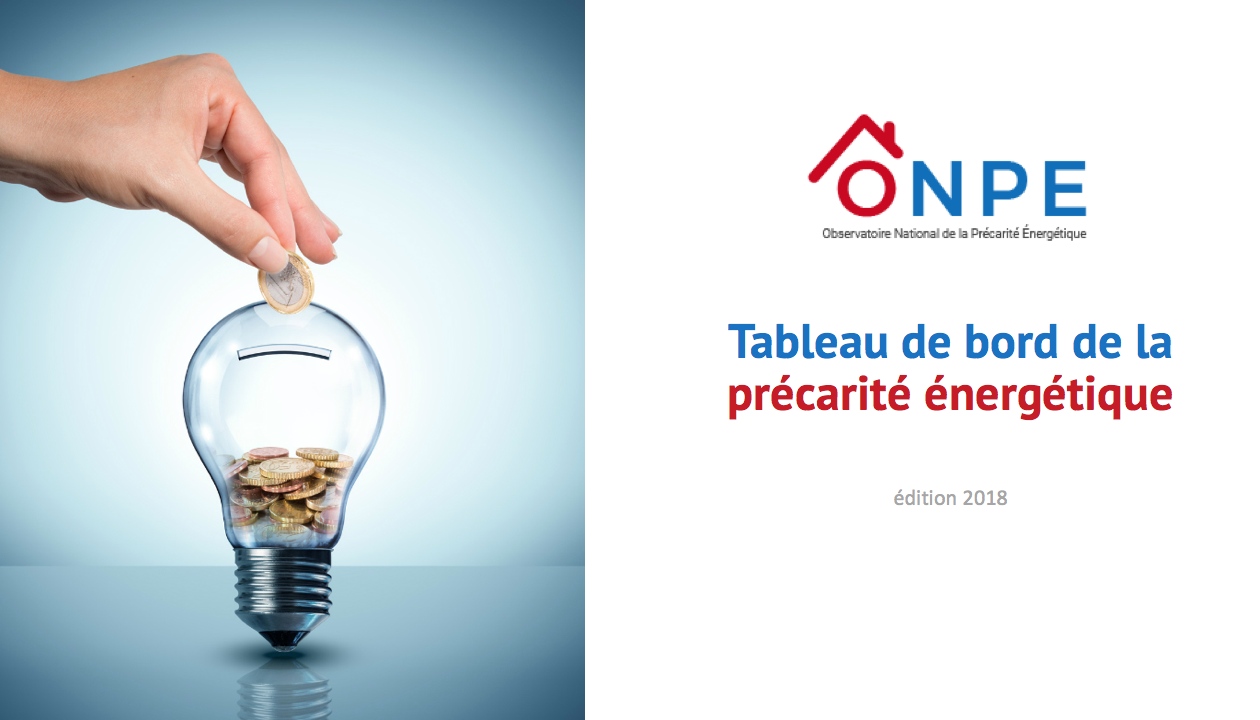 ONPE
Observatoire National de la Précarité Énergétique
Tableau de bord de la
précarité énergétique
édition 2018